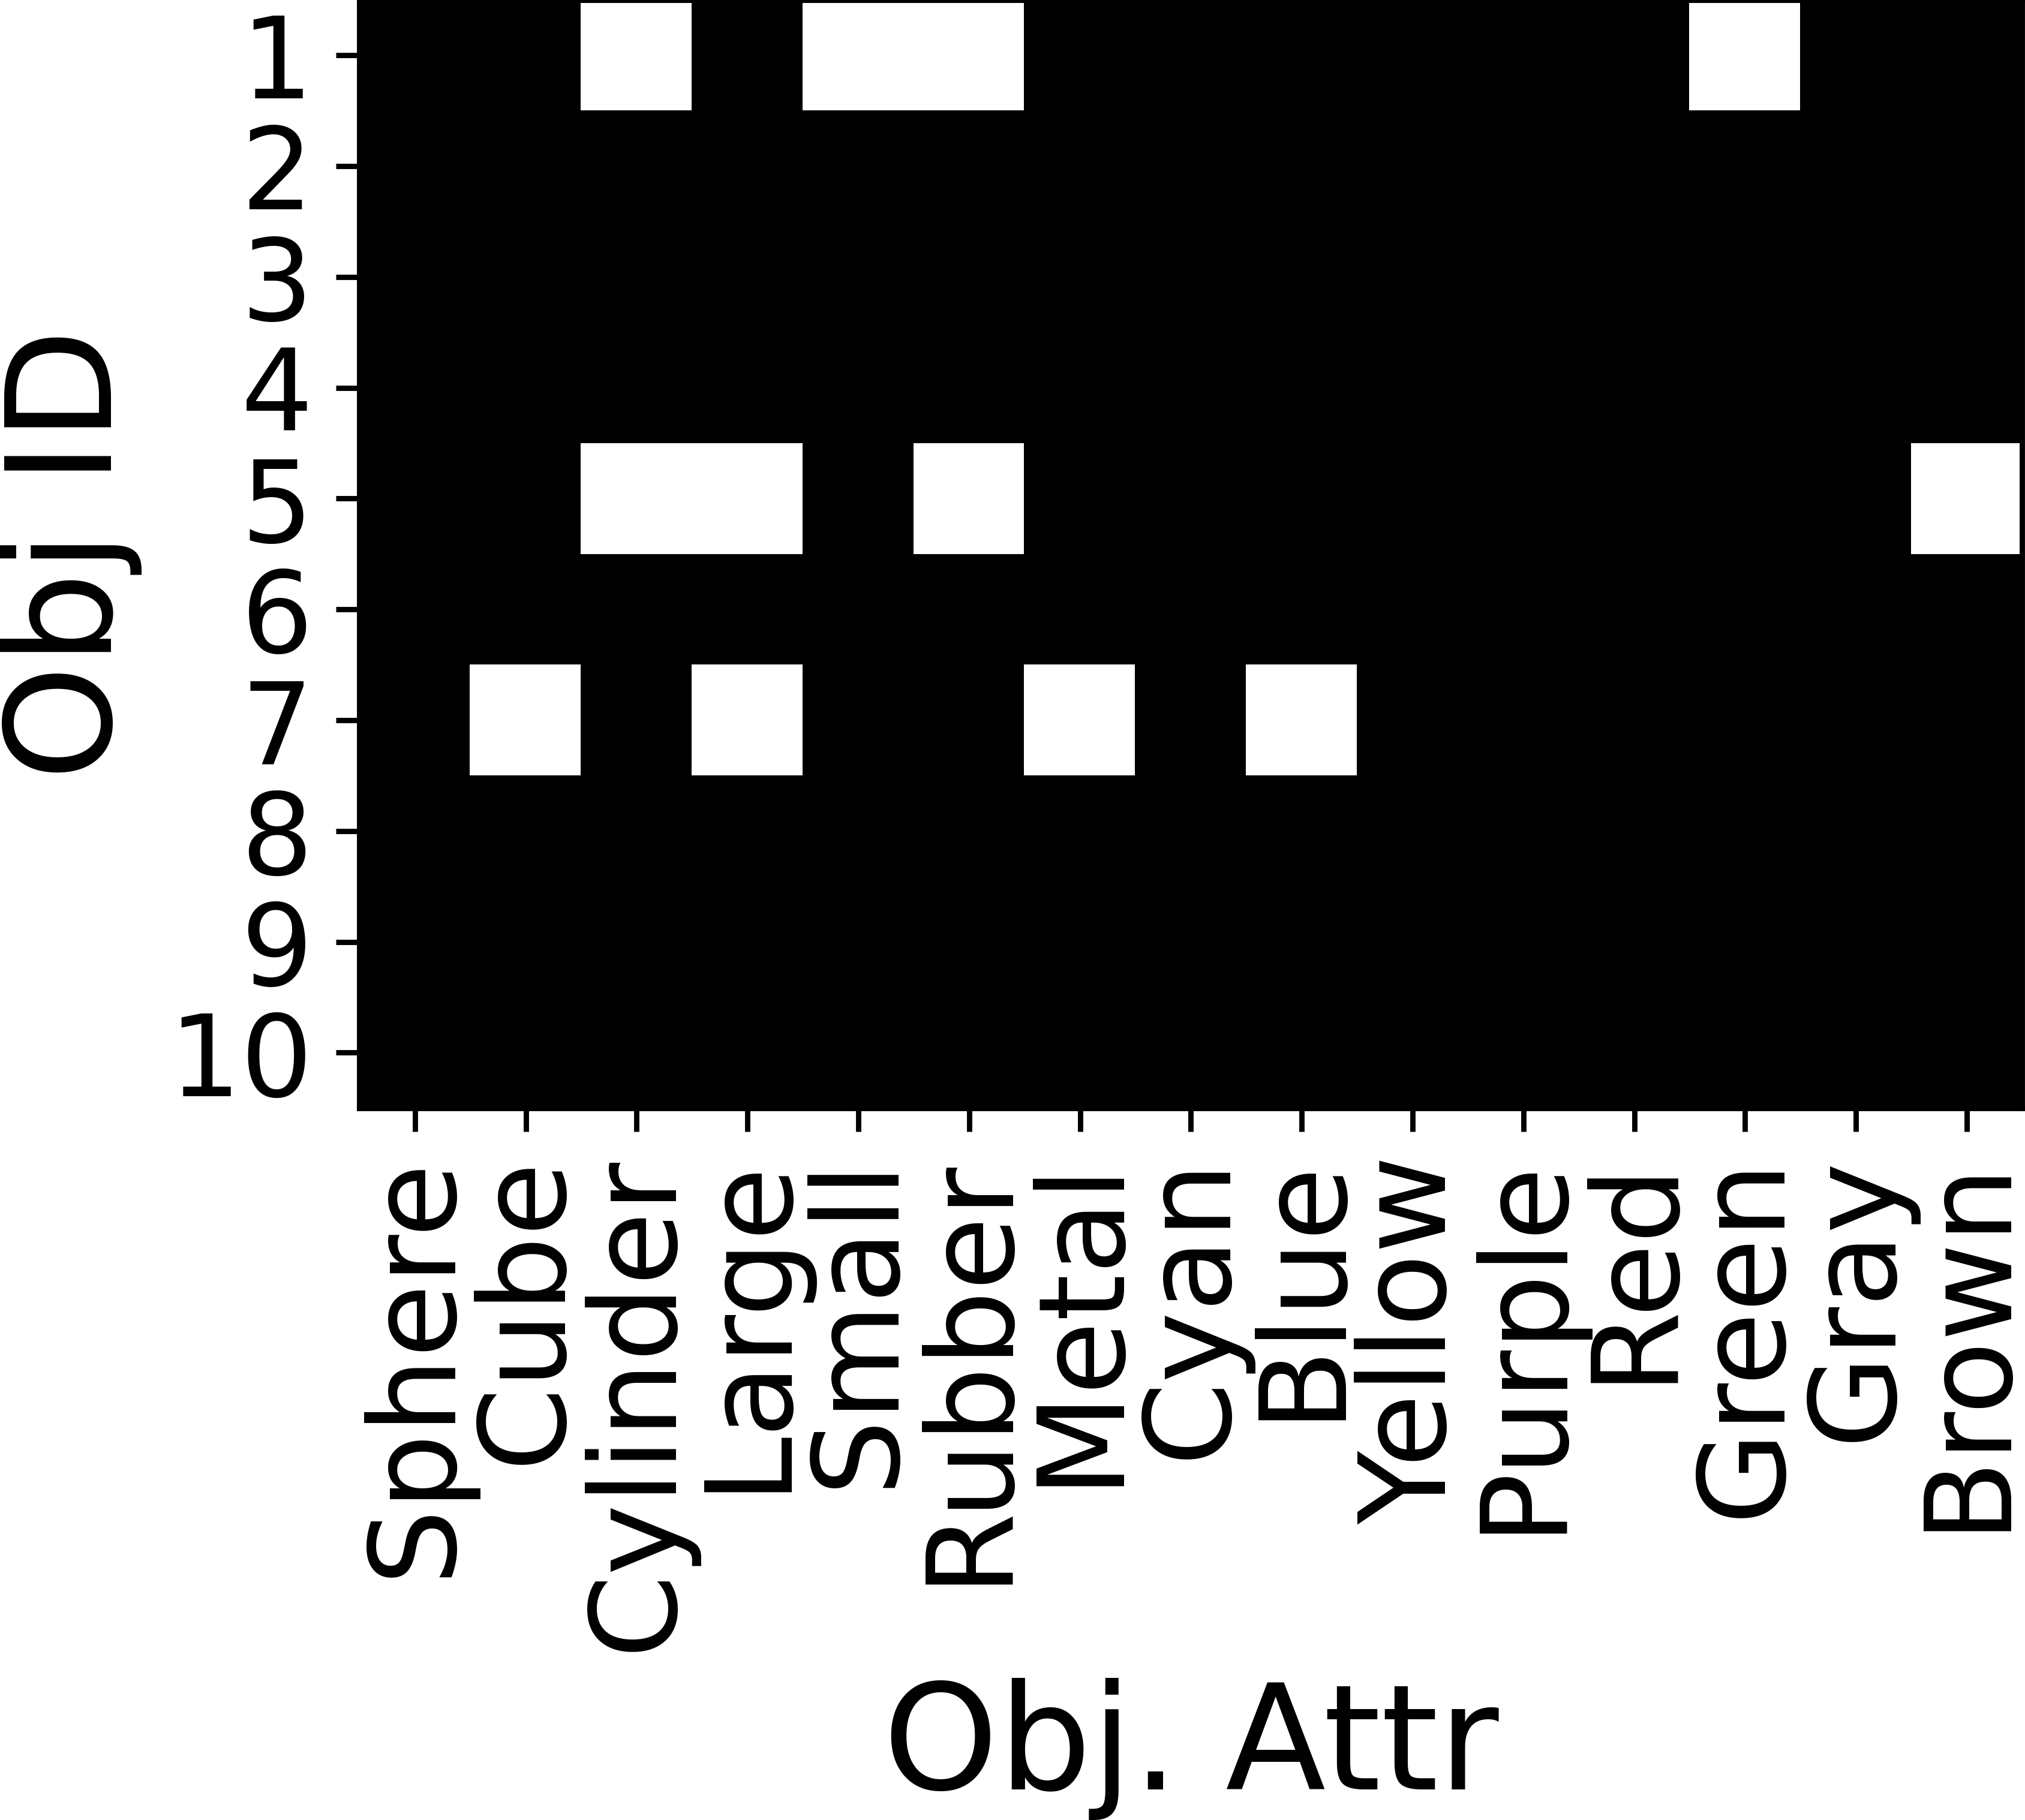 Obj ID
1
2
3
4
5
6
7
8
9
10
Sphere
Cube
Cylinder
Large
Small
Rubber
Metal
Cyan
Blue
Yellow
Purple
Red
Green
Gray
Brown
Obj. Attr